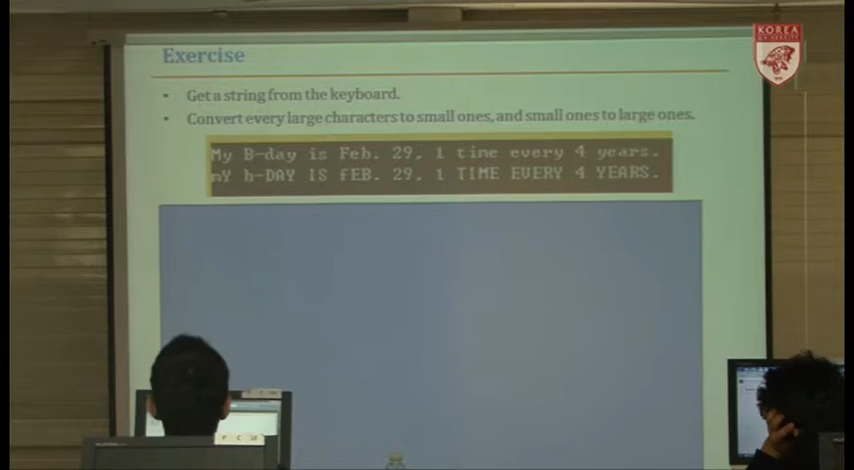 Exercise
• Get a string from the keyboard.
• Convert every large characters to small ones, and small ones to large ones.
My B-day is Feb. 29, 1 time every 4 years.
mY b-DAY IS fEB. 29, 1 TIME EVERY 4 YEARS.
KOREA